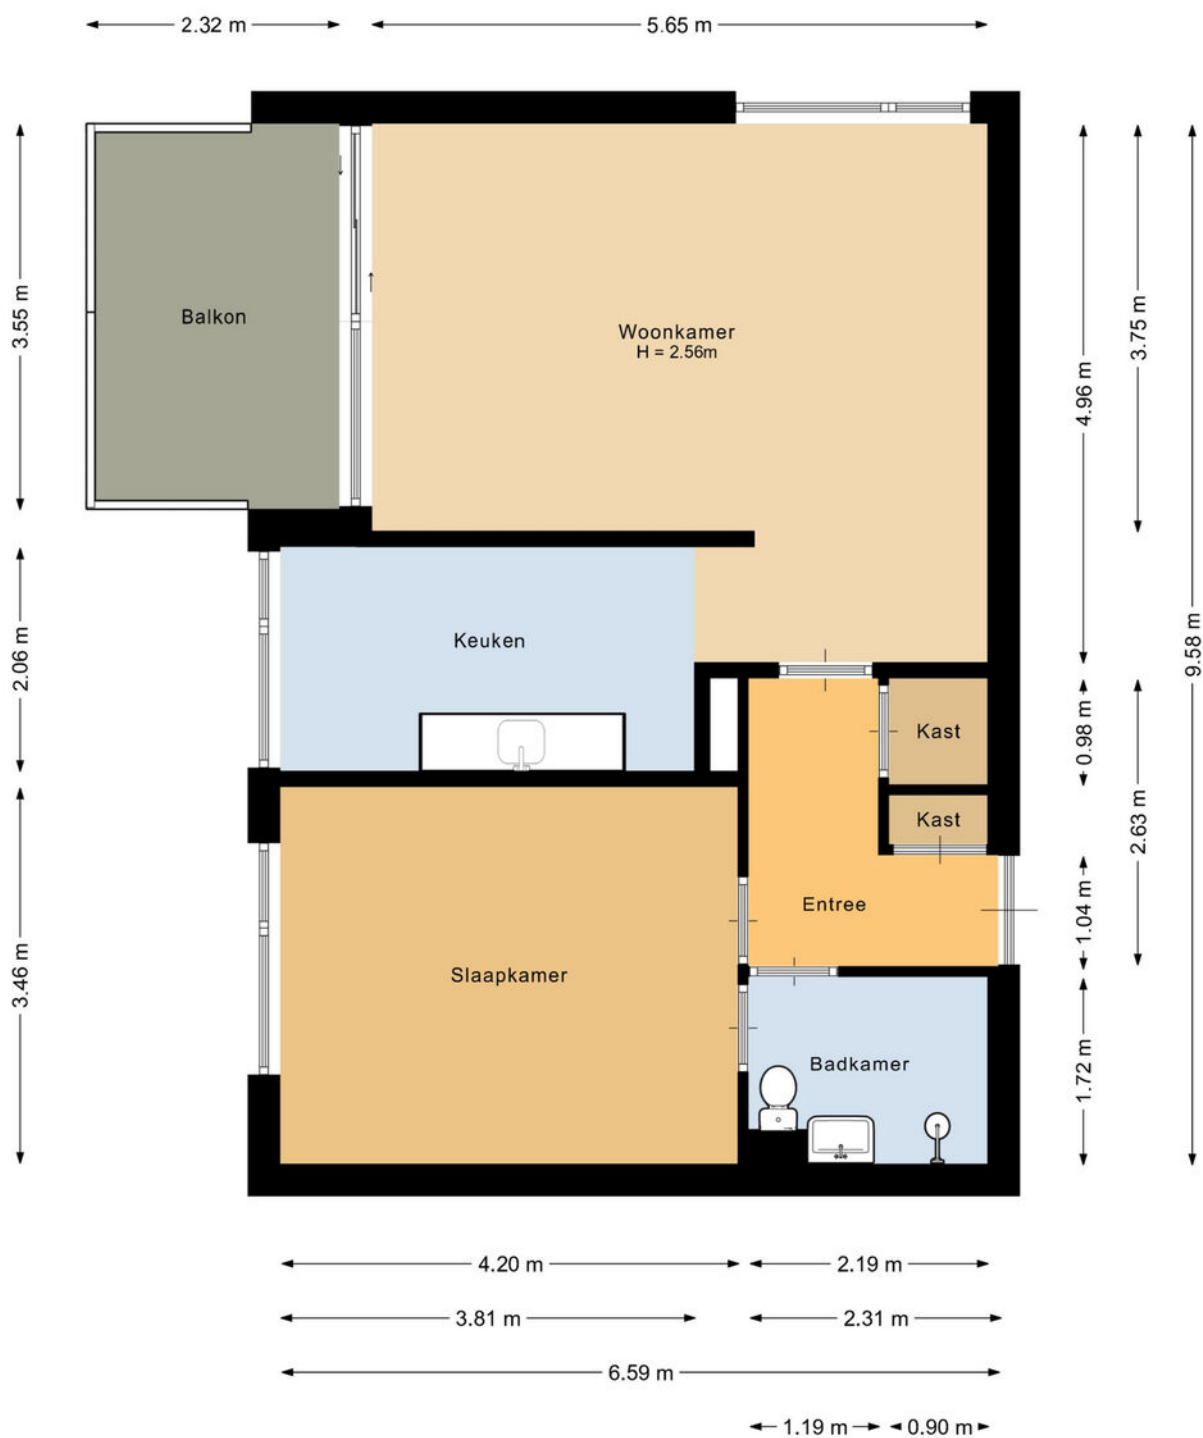 2.32 m
5.65 m
3.55 m
Balkon
Woonkamer
H = 2.56m
4.96 m
3.75 m
9.58 m
2.06 m
Keuken
Kast
0.98 m
Kast
2.63 m
Entree
1.04 m
3.46 m
Slaapkamer
Badkamer
1.72 m
4.20 m
2.19 m
3.81 m
2.31 m
6.59 m
1.19 m
0.90 m